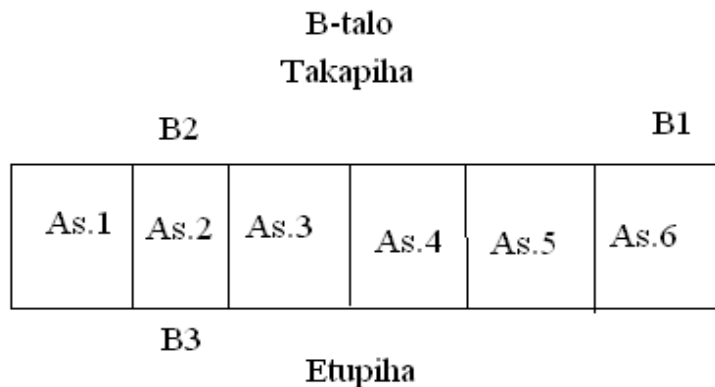 B-talo
Takapiha
B2 B1
As.1 As.2 As.3 As.4 As.5 As.6
B3
Etupiha